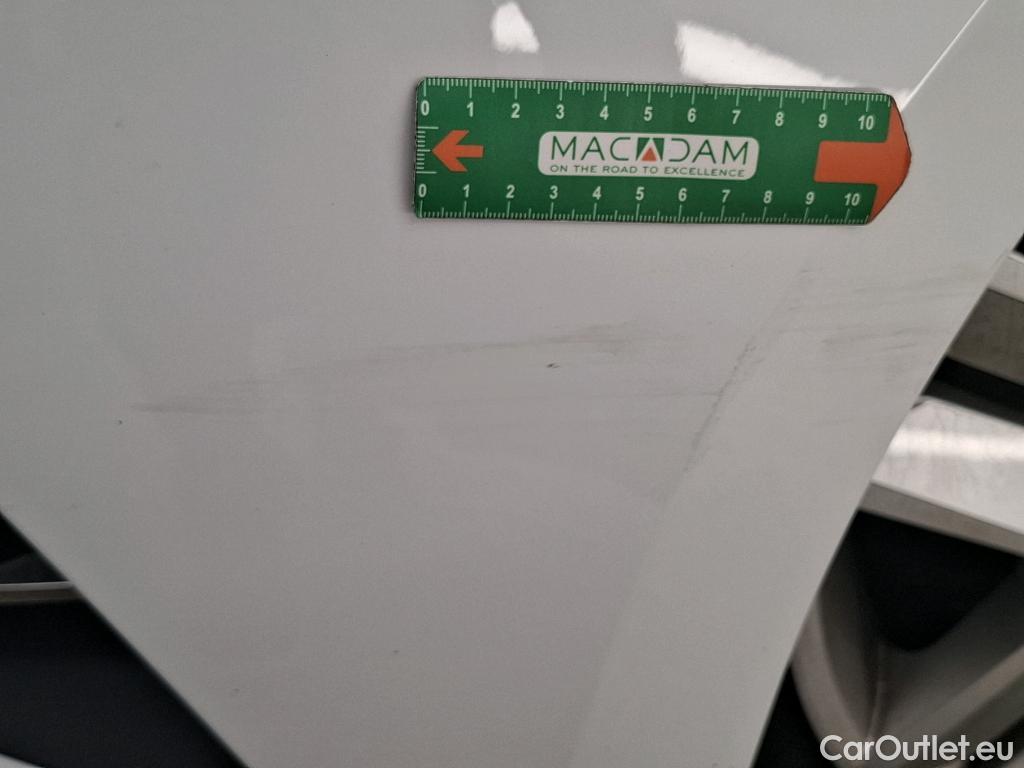 0 1 2 3 4 5 6 7 8 9 10
MACADAM
ON THE ROAD TO EXCELLENCE
0 1 2 3 4 5 6 7 8 9 10
CarOutlet.eu